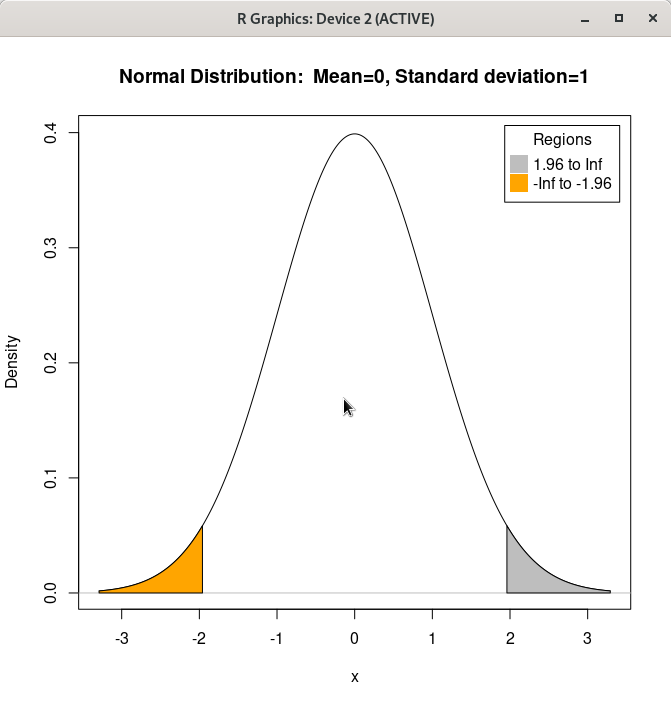 R Graphics: Device 2 (ACTIVE)
Normal Distribution:  Mean=0, Standard deviation=1
Regions
1.96 to Inf
-Inf to -1.96
0.4
0.3
0.2
0.1
0.0
Density
-3 -2 -1 0 1 2 3
x